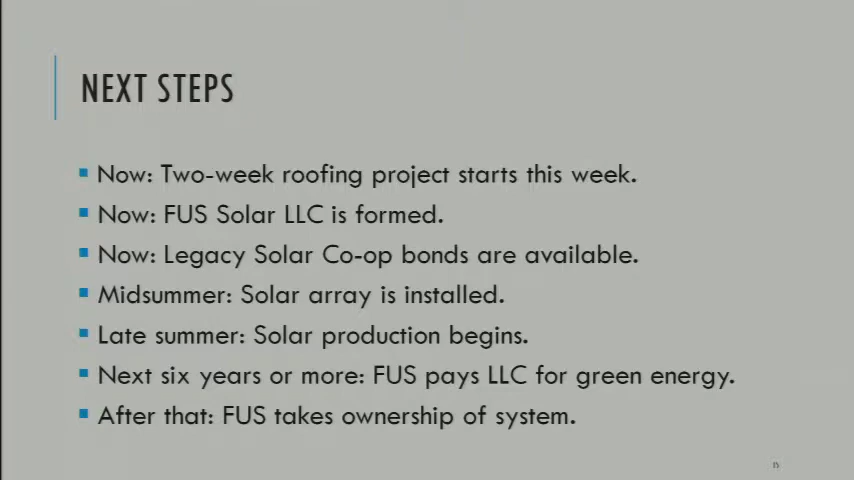 NEXT STEPS
Now: Two-week roofing project starts this week.
Now: FUS Solar LLC is formed.
Now: Legacy Solar Co-op bonds are available.
Midsummer: Solar array is installed.
Late summer: Solar production begins.
Next six years or more: FUS pays LLC for green energy.
After that: FUS takes ownership of system.